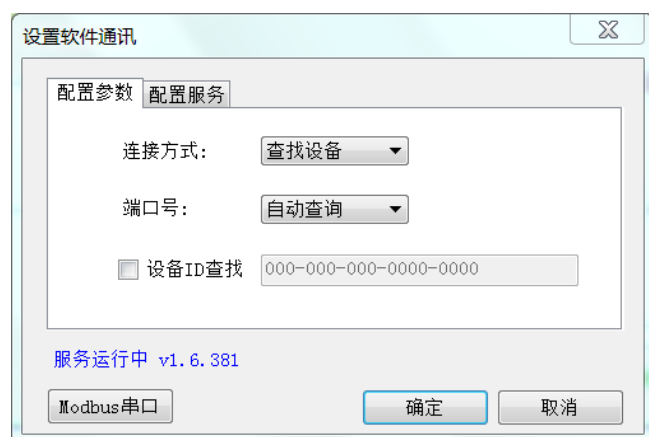 设置软件通讯
配置参数 配置服务
连接方式: 查找设备
端口号: 自动查询
设备ID查找 000-000-000-0000-0000
服务运行中 v1.6.381
Modbus串口 确定 取消